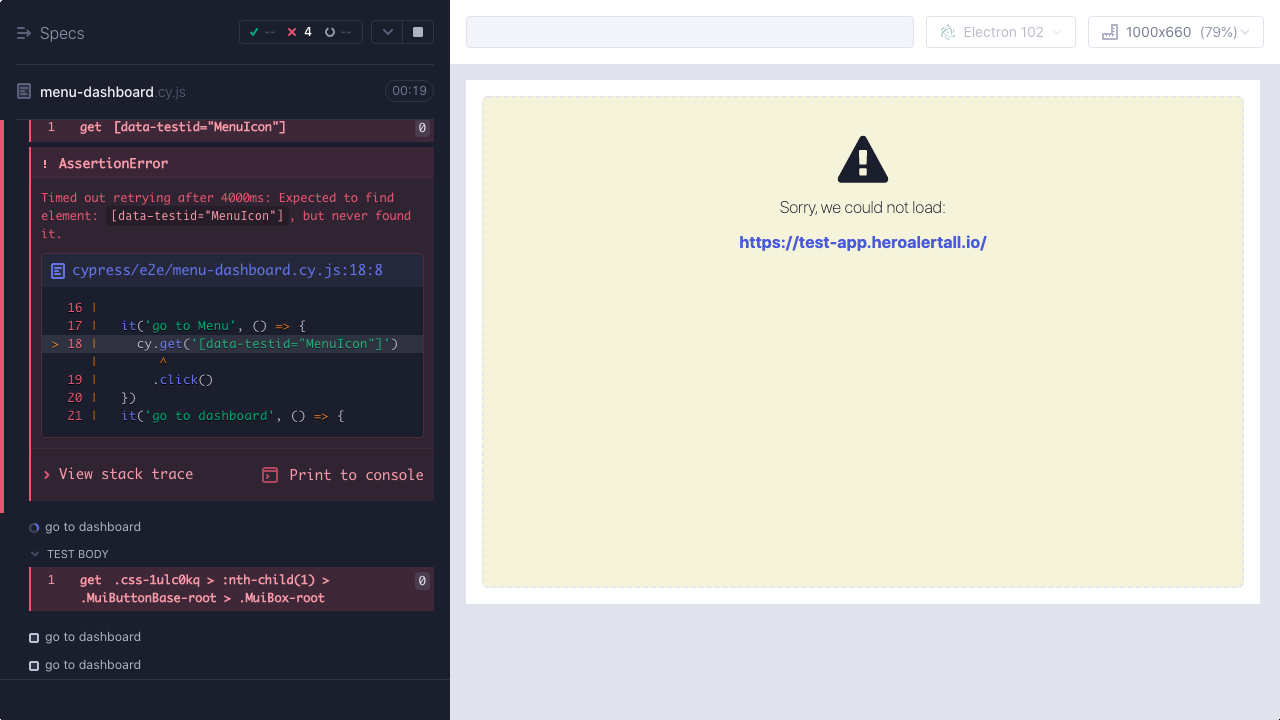 Specs
-- 4 --
menu-dashboard.cy.js
00:19
1 get [data-testid="MenuIcon"] 0
! AssertionError
Timed out retrying after 4000ms: Expected to find
element: [data-testid="MenuIcon"], but never found
it.
cypress/e2e/menu-dashboard.cy.js:18:8
16 |
17 | it('go to Menu', () => {
> 18 | cy.get('[data-testid="MenuIcon"]')
| ^
19 | .click()
20 | })
21 | it('go to dashboard', () => {
View stack trace
Print to console
go to dashboard
TEST BODY
1 get .css-1ulc0kq > :nth-child(1) > 0
.MuiButtonBase-root > .MuiBox-root
go to dashboard
go to dashboard
Electron 102
1000x660 (79%)
Sorry, we could not load:
https://test-app.heroalertall.io/